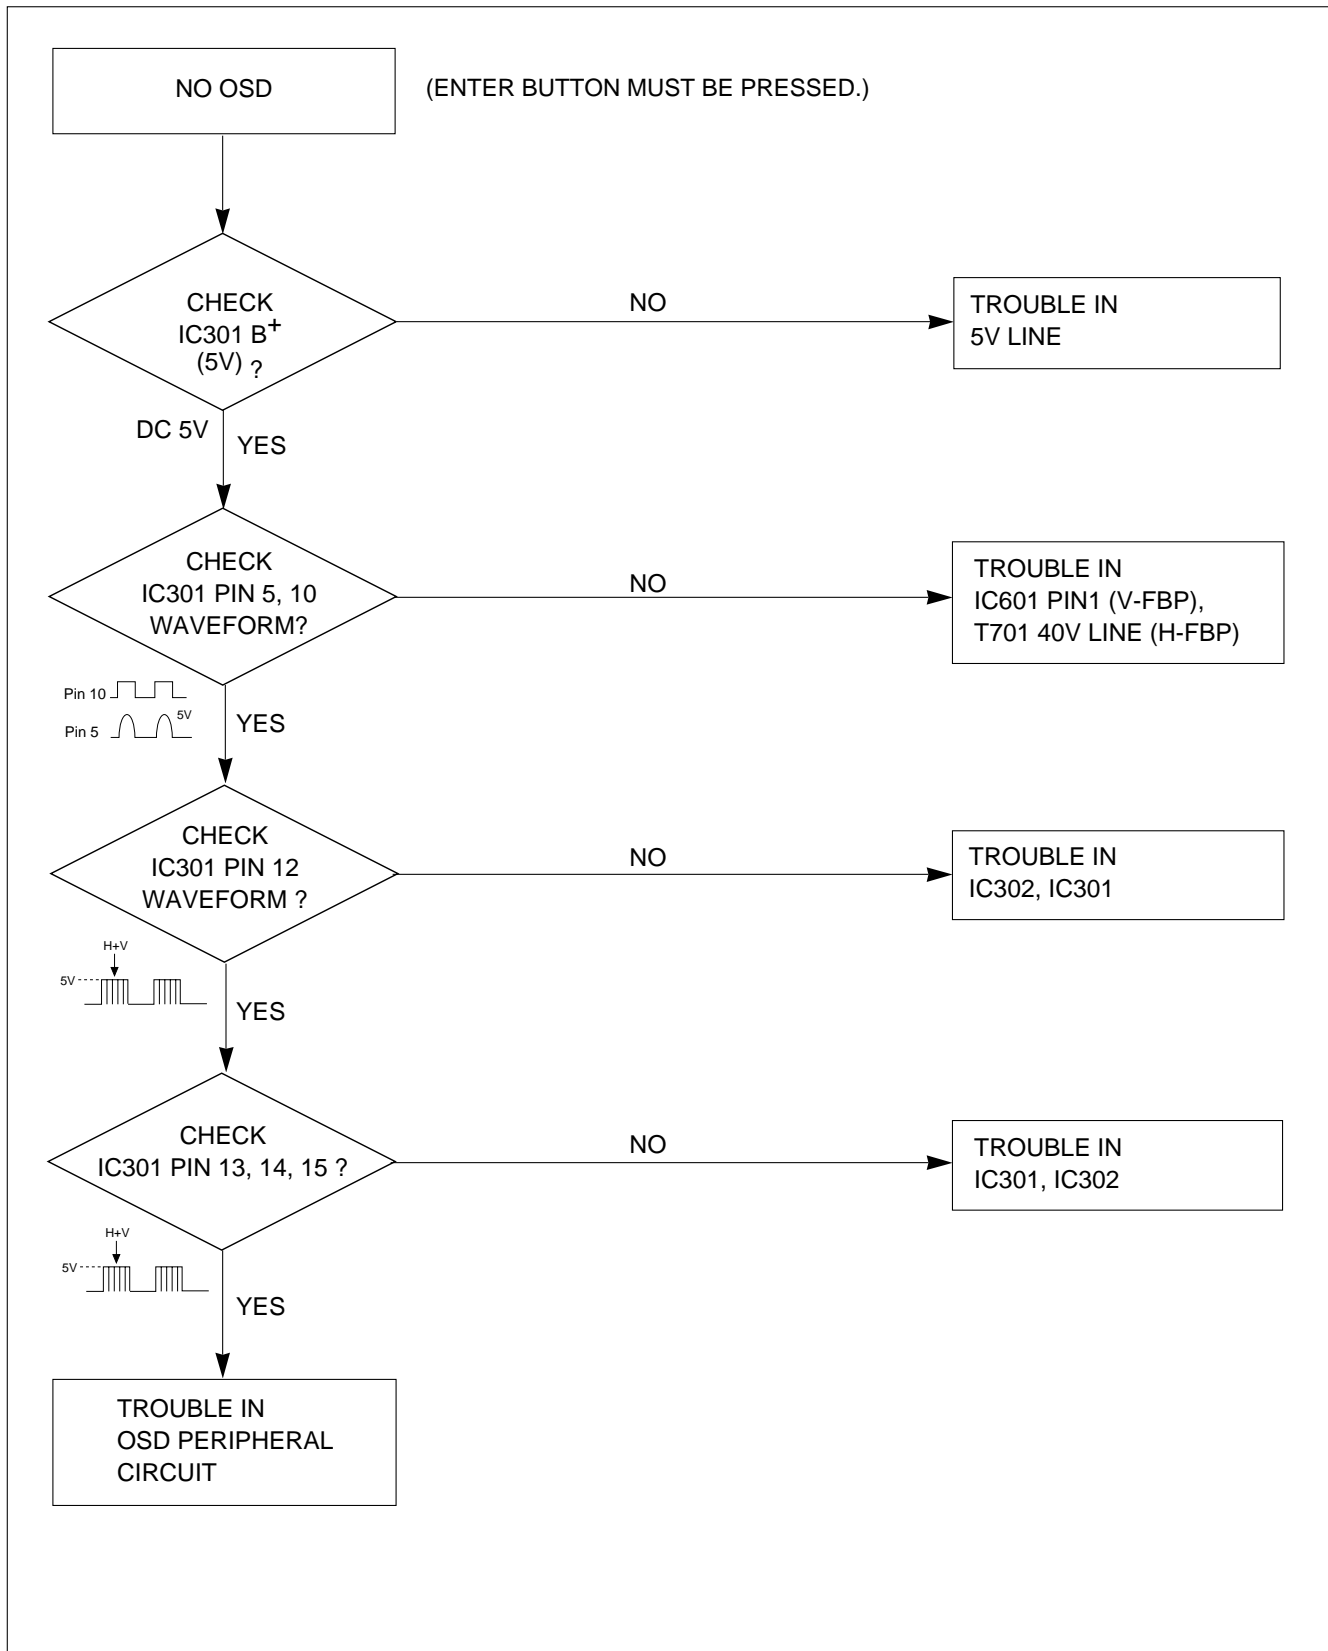 NO OSD
(ENTER BUTTON MUST BE PRESSED.)
CHECK
IC301 B+
(5V) ?
NO
TROUBLE IN
5V LINE
DC 5V
YES
CHECK
IC301 PIN 5, 10
WAVEFORM?
NO
TROUBLE IN
IC601 PIN1 (V-FBP),
T701 40V LINE (H-FBP)
Pin 10
5V
Pin 5
YES
CHECK
IC301 PIN 12
WAVEFORM ?
NO
TROUBLE IN
IC302, IC301
H+V
5V
YES
CHECK
IC301 PIN 13, 14, 15 ?
NO
TROUBLE IN
IC301, IC302
H+V
5V
YES
TROUBLE IN
OSD PERIPHERAL
CIRCUIT